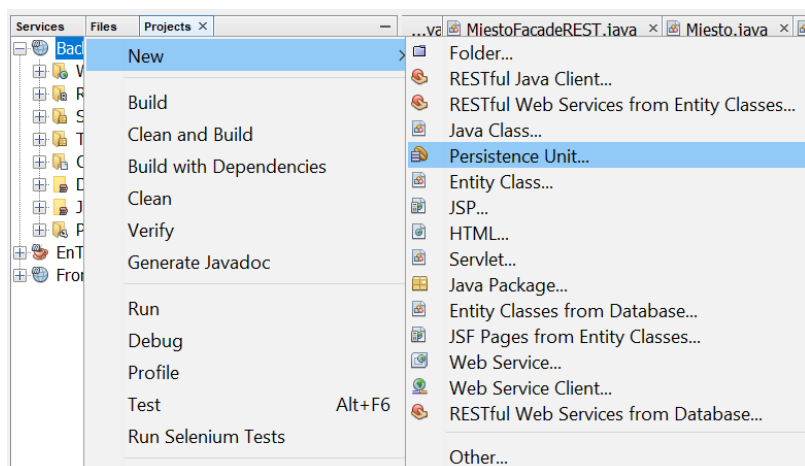 Services Files Projects ×
...va MiestoFacadeREST.java × Miesto.java ×
Bac
EnT
Fror
New
Build
Clean and Build
Build with Dependencies
Clean
Verify
Generate Javadoc
Run
Debug
Profile
Test Alt+F6
Run Selenium Tests
Folder...
RESTful Java Client...
RESTful Web Services from Entity Classes...
Java Class...
Persistence Unit...
Entity Class...
JSP...
HTML...
Servlet...
Java Package...
Entity Classes from Database...
JSF Pages from Entity Classes...
Web Service...
Web Service Client...
RESTful Web Services from Database...
Other...